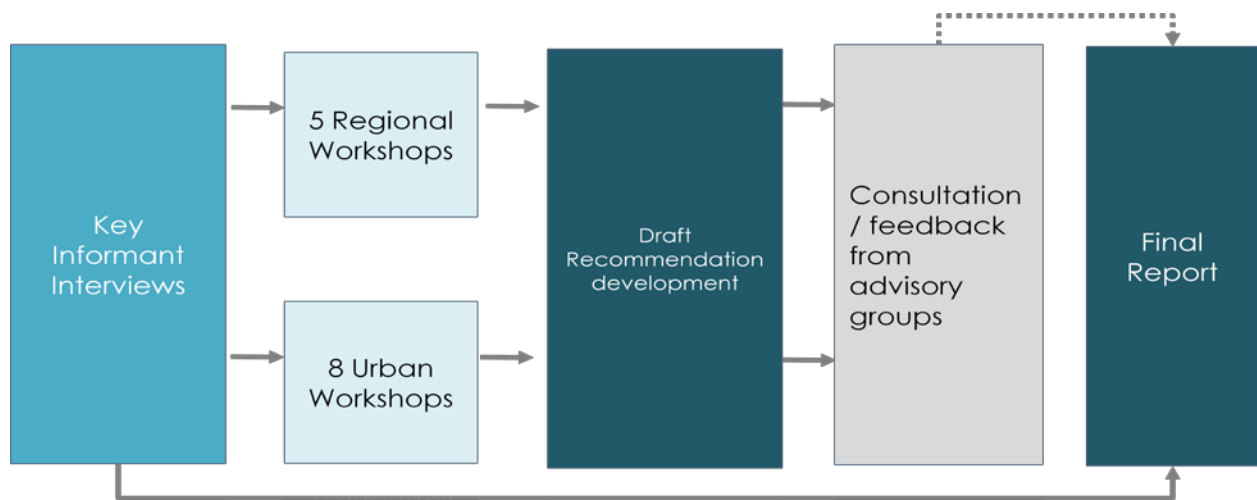 Key
Informant
Interviews
5 Regional
Workshops
8 Urban
Workshops
Draft
Recommendation
development
Consultation
/ feedback
from
advisory
groups
Final
Report